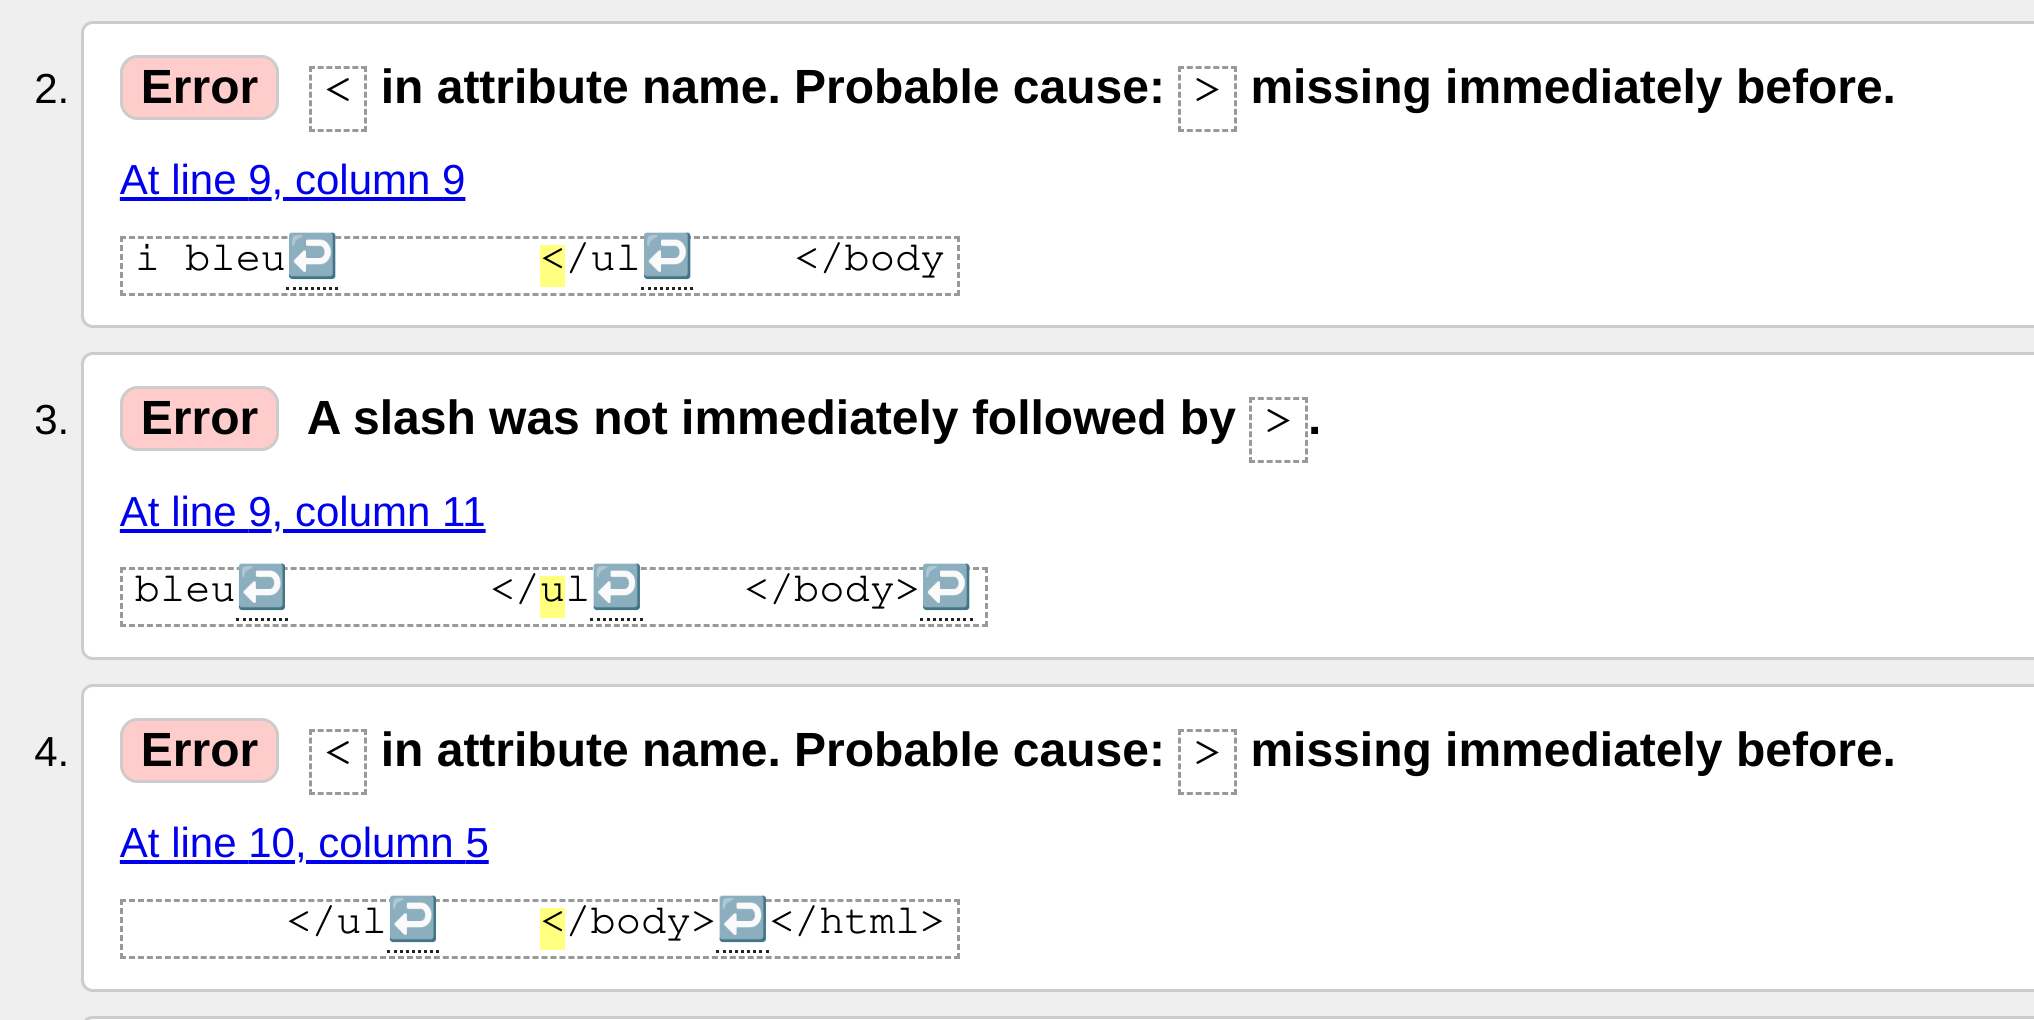 2. Error < in attribute name. Probable cause: > missing immediately before.
At line 9, column 9
i bleu↩ </ul↩ </body
3. Error A slash was not immediately followed by >.
At line 9, column 11
bleu↩ </ul↩ </body>↩
4. Error < in attribute name. Probable cause: > missing immediately before.
At line 10, column 5
</ul↩ </body>↩</html>